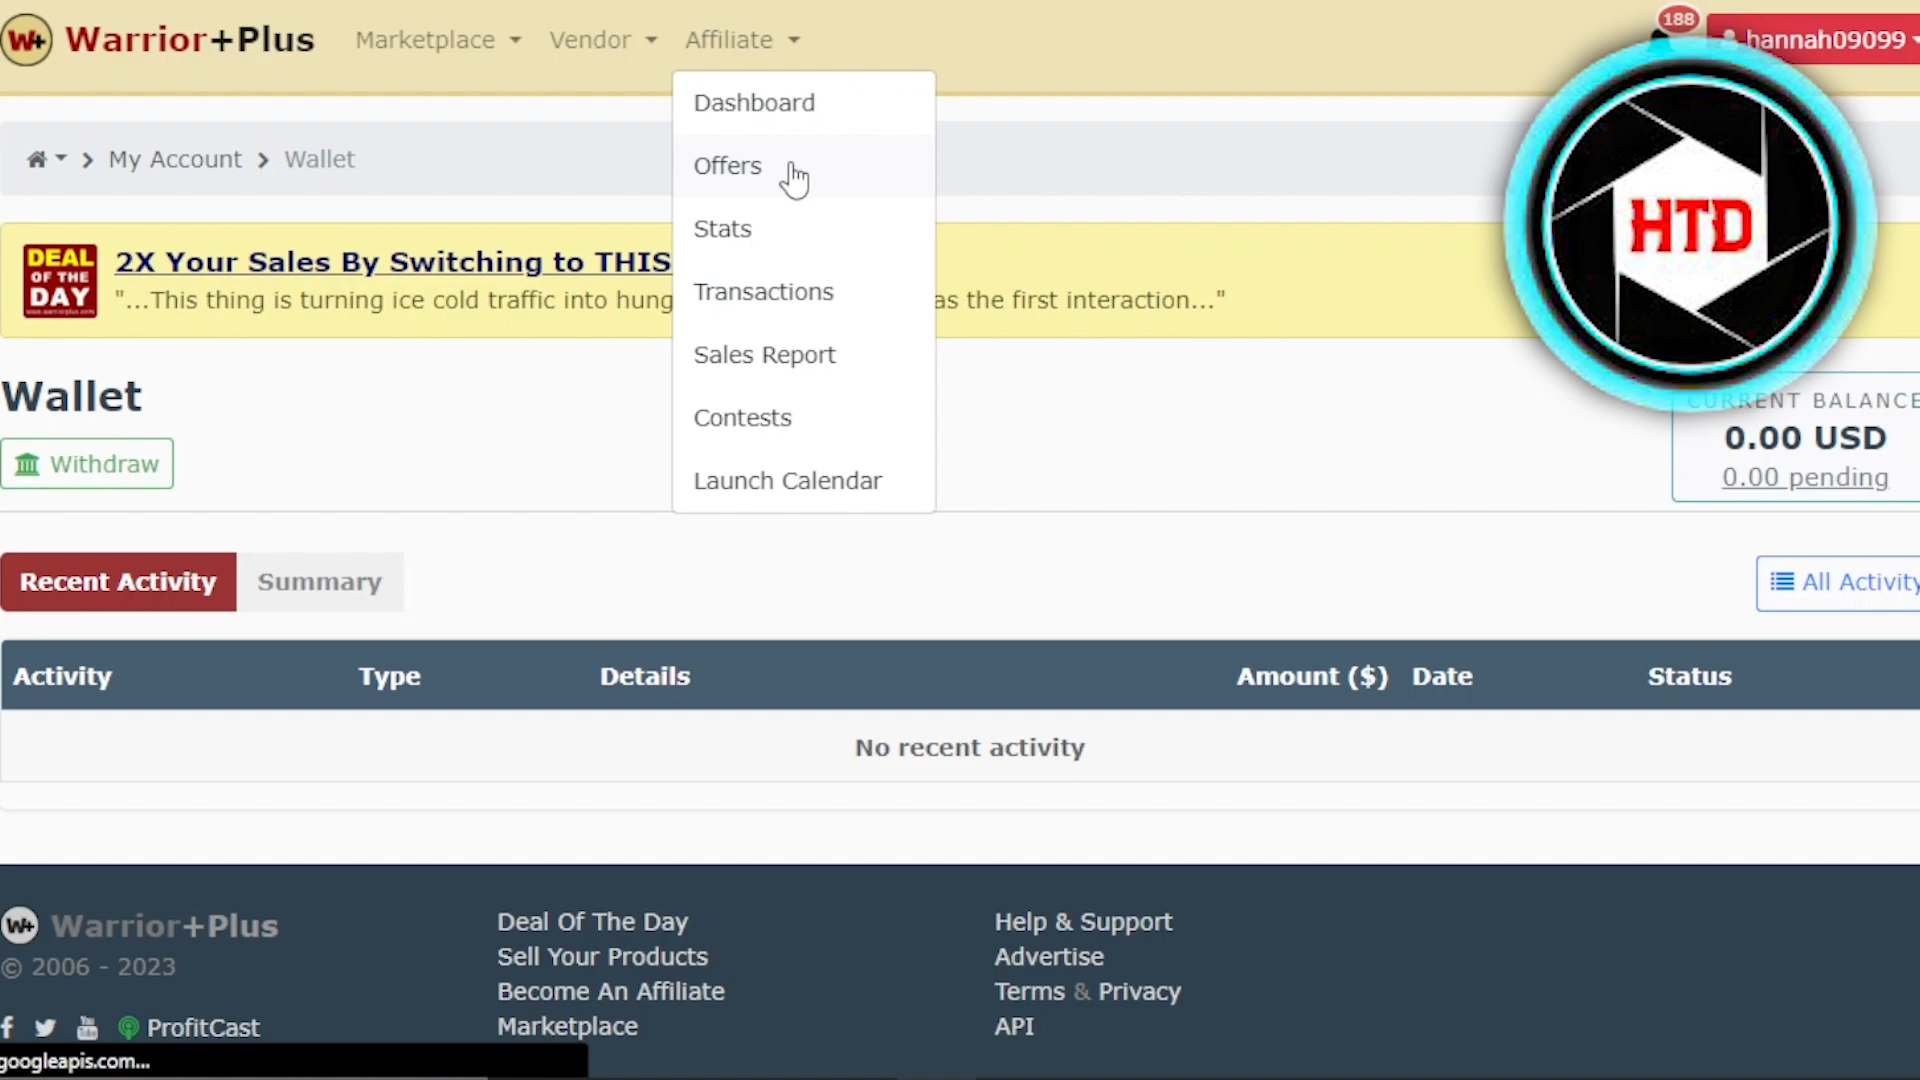 W+ Warrior+Plus Marketplace Vendor Affiliate 188 hannah09099
Dashboard
My Account Wallet
Offers
HTD
Stats
DEAL OF THE DAY
2X Your Sales By Switching to THIS
"...This thing is turning ice cold traffic into hung as the first interaction..."
Transactions
Sales Report
Contests
Launch Calendar
Wallet
Withdraw
CURRENT BALANCE
0.00 USD
0.00 pending
Recent Activity Summary All Activity
Activity Type Details Amount ($) Date Status
No recent activity
W+ Warrior+Plus
© 2006 - 2023
ProfitCast
Deal Of The Day
Sell Your Products
Become An Affiliate
Marketplace
Help & Support
Advertise
Terms & Privacy
API
googleapis.com...